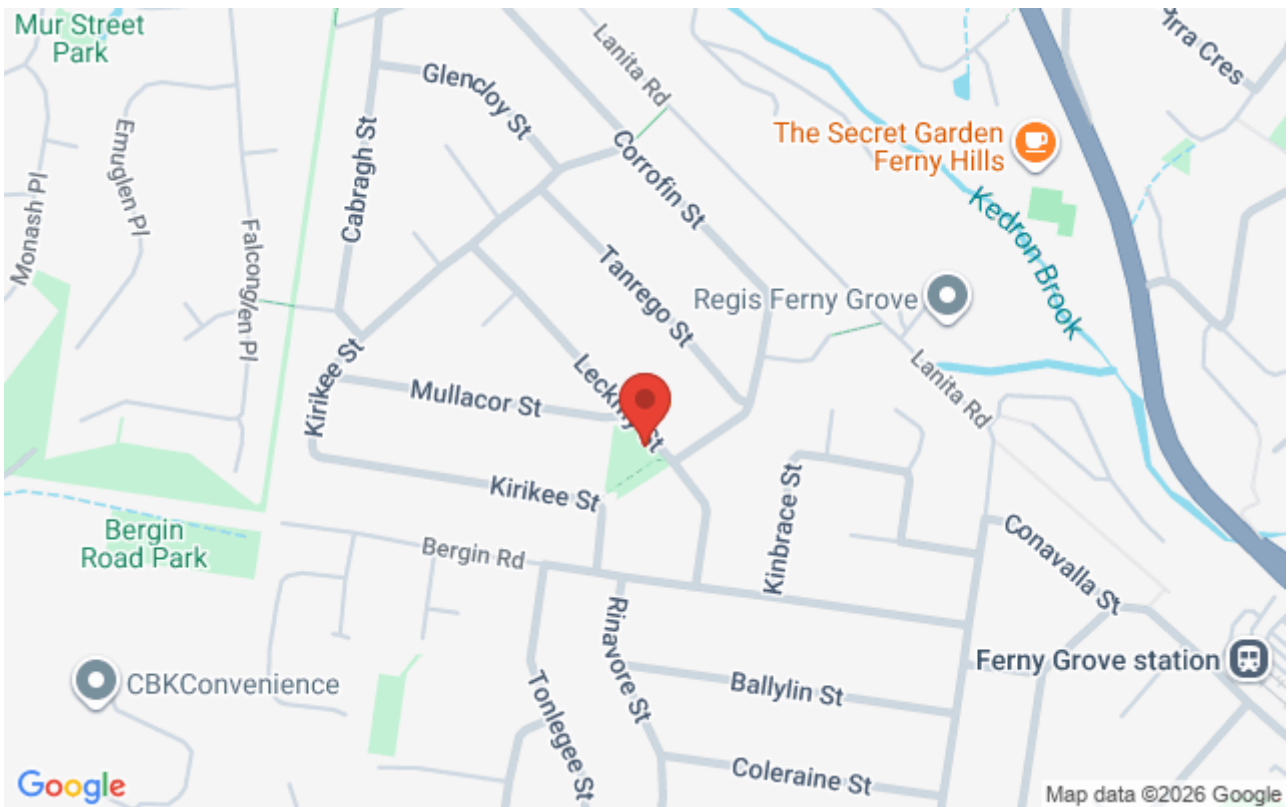 Mur Street
Park
Pirra Cres
Lanita Rd
Glencloy St
The Secret Garden
Ferny Hills
Corrofin St
Emuglen Pl
Cabragh St
Monash Pl
Falconglen Pl
Kedron Brook
Tanrego St
Regis Ferny Grove
Lanita Rd
Kirikee St
Mullacor St
St
Kirikee St
Kinbrace St
Bergin
Road Park
Bergin Rd
Conavalla St
Rinavore St
Ferny Grove station
CBKConvenience
Tonlegee St
Ballylin St
Coleraine St
Google
Map data ©2026 Google